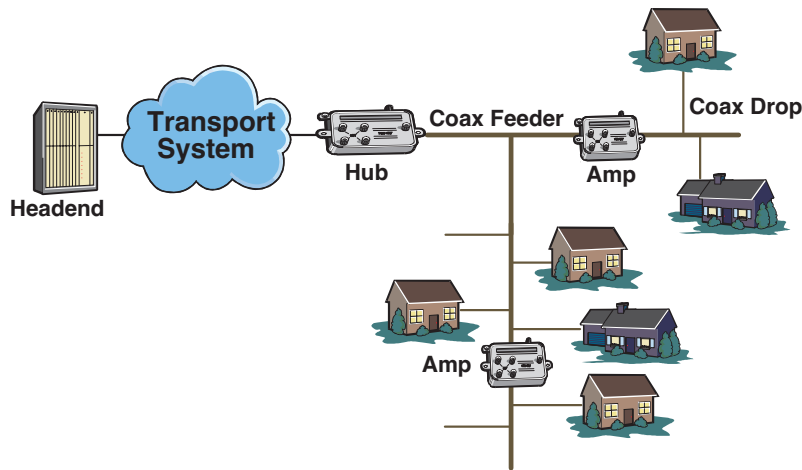 Transport
System
Coax Feeder
Coax Drop
Headend
Hub
Amp
Amp